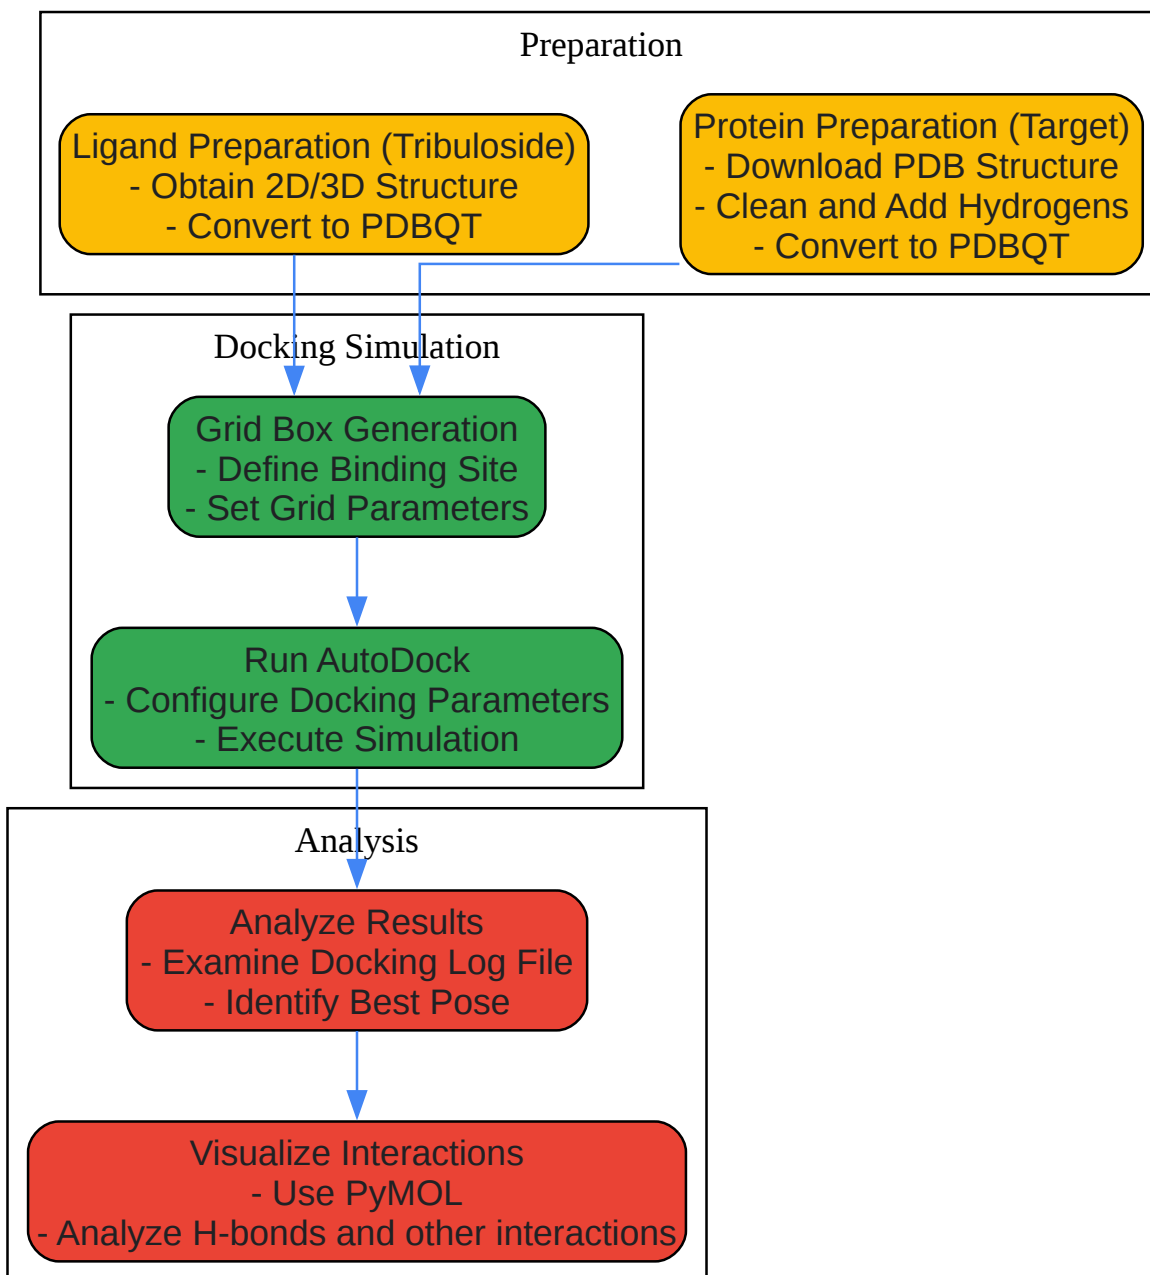 Preparation
Ligand Preparation (Tribuloside)
- Obtain 2D/3D Structure
- Convert to PDBQT
Protein Preparation (Target)
- Download PDB Structure
- Clean and Add Hydrogens
- Convert to PDBQT
Docking Simulation
Grid Box Generation
- Define Binding Site
- Set Grid Parameters
Run AutoDock
- Configure Docking Parameters
- Execute Simulation
Analysis
Analyze Results
- Examine Docking Log File
- Identify Best Pose
Visualize Interactions
- Use PyMOL
- Analyze H-bonds and other interactions